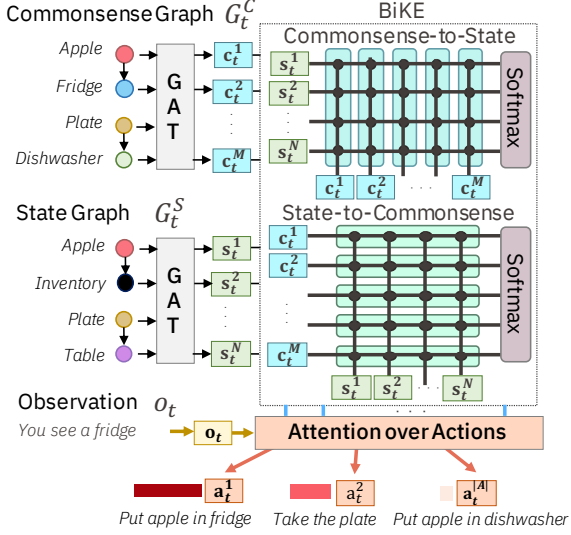 Commonsense Graph G_t^C
BiKE
Commonsense-to-State
Apple
Fridge
Plate
Dishwasher
GAT
c_t^1
c_t^2
c_t^M
s_t^1
s_t^2
s_t^N
c_t^1 c_t^2 . . . c_t^M
Softmax
State Graph G_t^S
State-to-Commonsense
Apple
Inventory
Plate
Table
GAT
s_t^1
s_t^2
s_t^N
c_t^1
c_t^2
c_t^M
s_t^1 s_t^2 . . . s_t^N
Softmax
Observation o_t
. . .
You see a fridge
o_t
Attention over Actions
a_t^1 a_t^2 a_t^|A|
Put apple in fridge Take the plate Put apple in dishwasher